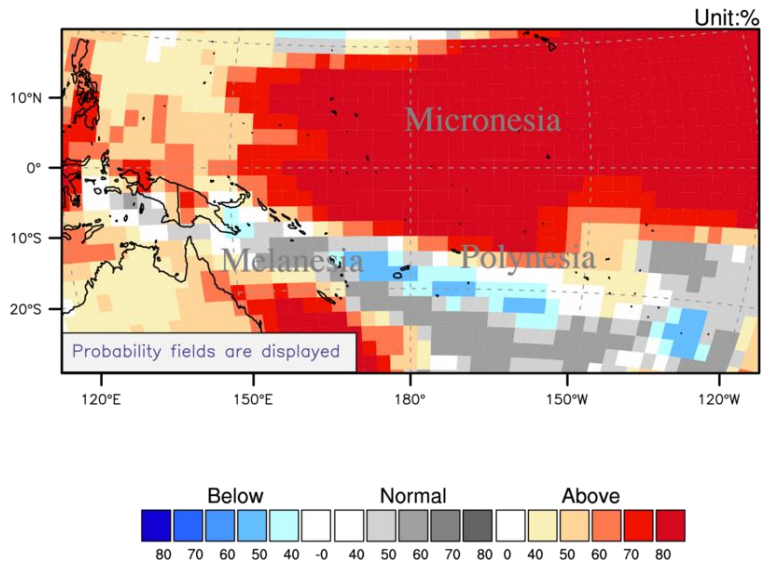 Unit:%
10°N
Micronesia
0°
10°S
Melanesia Polynesia
20°S
Probability fields are displayed
120°E 150°E 180° 150°W 120°W
Below Normal Above
80 70 60 50 40 -0 40 50 60 70 80 0 40 50 60 70 80